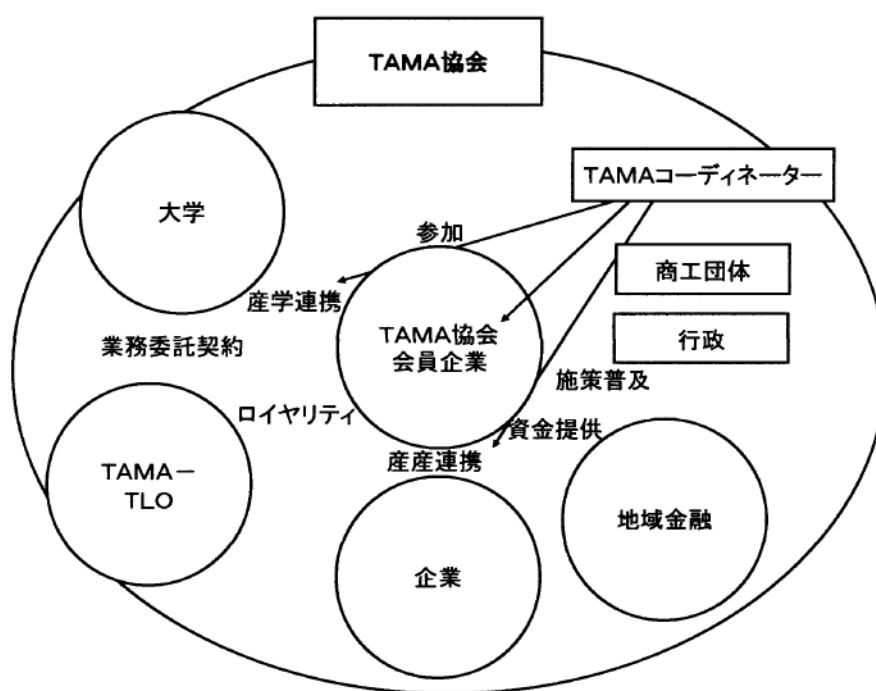 TAMA協会
TAMAコーディネーター
大学
参加
商工団体
産学連携
行政
業務委託契約
TAMA協会
会員企業
施策普及
ロイヤリティ
資金提供
産産連携
TAMA－
TLO
地域金融
企業